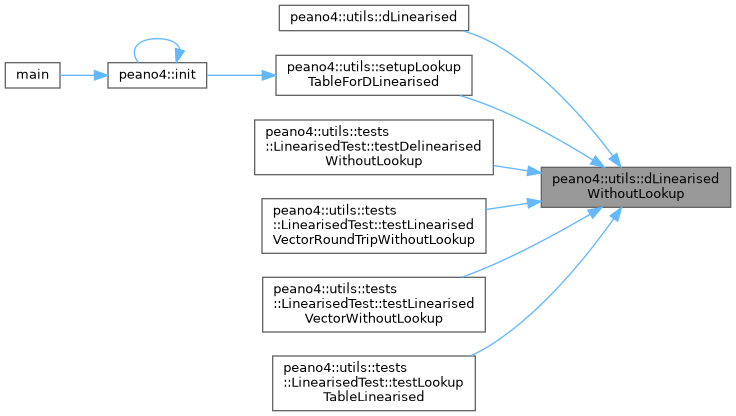 peano4::utils::dLinearised
main
peano4::init
peano4::utils::setupLookup
TableForDLinearised
peano4::utils::tests
::LinearisedTest::testDelinearised
WithoutLookup
peano4::utils::dLinearised
WithoutLookup
peano4::utils::tests
::LinearisedTest::testLinearised
VectorRoundTripWithoutLookup
peano4::utils::tests
::LinearisedTest::testLinearised
VectorWithoutLookup
peano4::utils::tests
::LinearisedTest::testLookup
TableLinearised